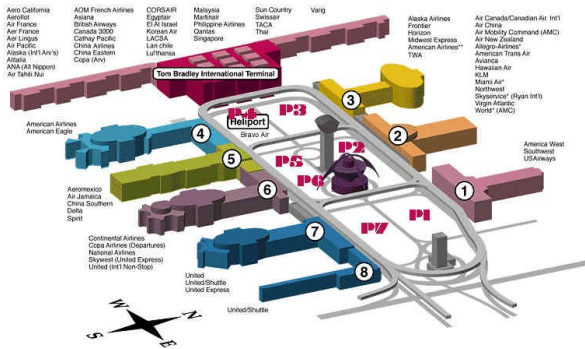 Aero California
Aeroflot
Air France
Aer France
Aer Lingus
Air Pacific
Alaska (Int'l Arv's)
Alitalia
ANA (All Nippon)
Air Tahiti Nui
AOM French Airlines
Asiana
British Airways
Canada 3000
Cathay Pacific
China Airlines
China Eastern
Copa (Arv)
CORSAIR
Egyptair
El Al Israel
Korean Air
LACSA
Lan chile
Lufthansa
Malaysia
Martinair
Philippine Airlines
Qantas
Singapore
Sun Country
Swissair
TACA
Thai
Varig
Alaska Airlines
Frontier
Horizon
Midwest Express
American Airlines**
TWA
Air Canada/Canadian Air. Int'l
Air China
Air Mobility Command (AMC)
Air New Zealand
Allegro-Airlines*
American Trans Air
Avianca
Hawaiian Air
KLM
Miami Air*
Northwest
Skyservice* (Ryan Int'l)
Virgin Atlantic
World* (AMC)
Tom Bradley International Terminal
P4
P3
Heliport
Bravo Air
3
2
4
American Airlines
American Eagle
5
P2
P5
P6
America West
Southwest
USAirways
1
6
Aeromexico
Air Jamaica
China Southern
Delta
Spirit
P7
P1
7
Continental Airlines
Copa Airlines (Departures)
National Airlines
Skywest (United Express)
United (Int'l Non-Stop)
8
United
United/Shuttle
United Express
United/Shuttle
W
N
S
E